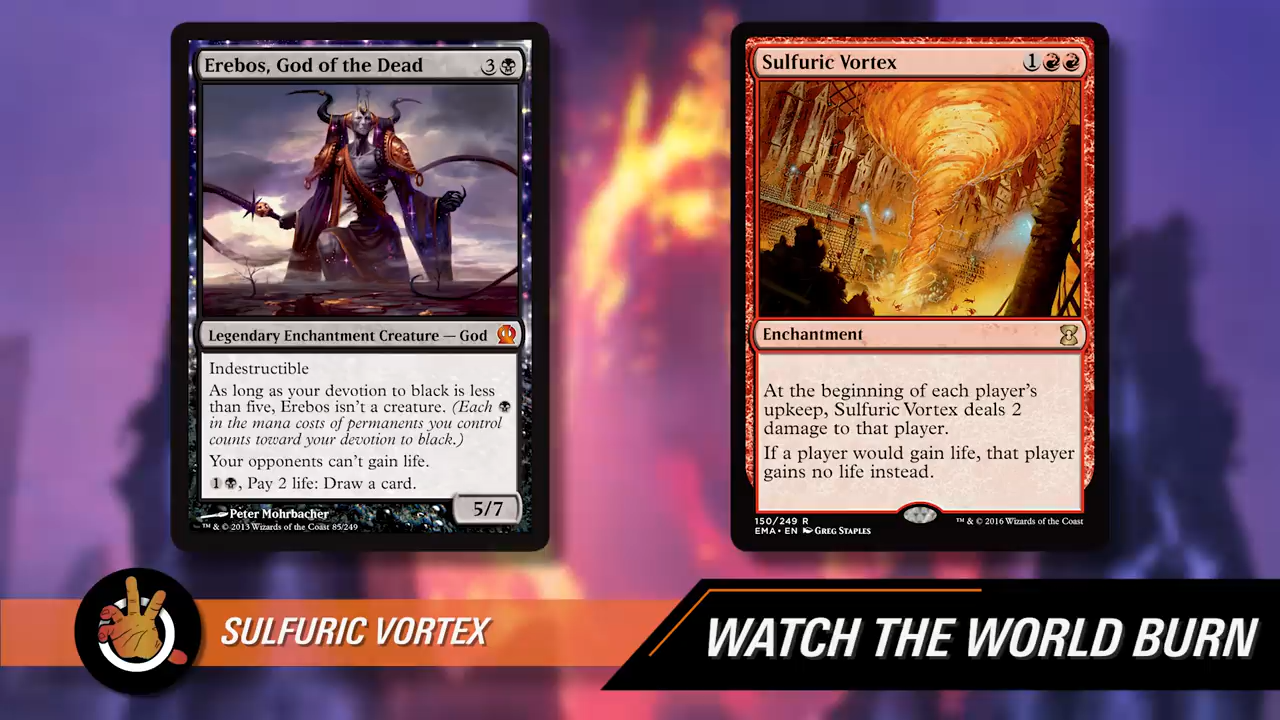 Erebos, God of the Dead 3
Legendary Enchantment Creature — God
Indestructible
As long as your devotion to black is less
than five, Erebos isn't a creature. (Each
in the mana costs of permanents you control
counts toward your devotion to black.)
Your opponents can't gain life.
1, Pay 2 life: Draw a card.
5/7
Peter Mohrbacher
™ & © 2013 Wizards of the Coast 85/249
Sulfuric Vortex 1
Enchantment
At the beginning of each player's
upkeep, Sulfuric Vortex deals 2
damage to that player.
If a player would gain life, that player
gains no life instead.
150/249 R
EMA • EN Greg Staples
™ & © 2016 Wizards of the Coast
SULFURIC VORTEX
WATCH THE WORLD BURN